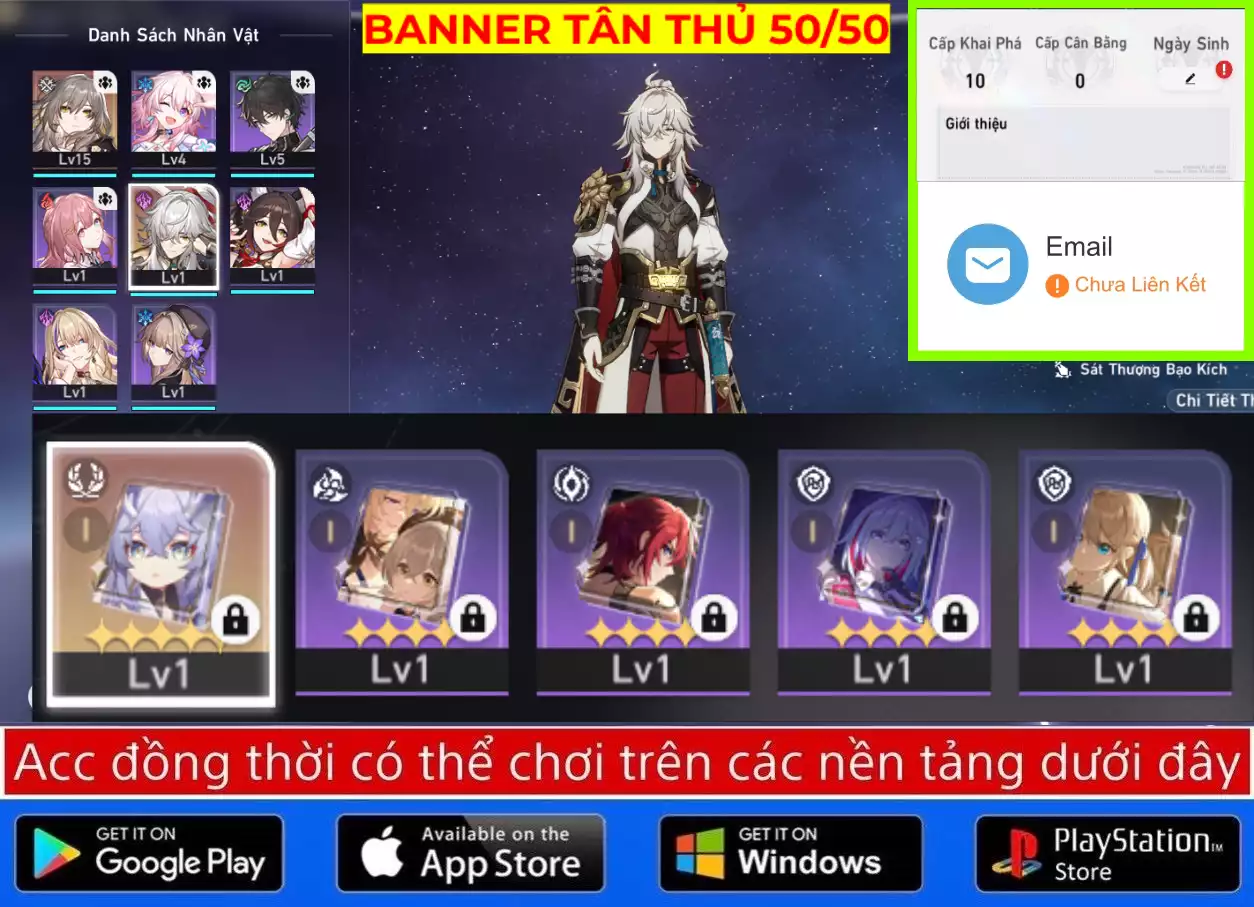 Danh Sách Nhân Vật
BANNER TÂN THỦ 50/50
Cấp Khai Phá
Cấp Cân Bằng
Ngày Sinh
10
0
Giới thiệu
Lv15
Lv4
Lv5
Lv1
Lv1
Lv1
Lv1
Lv1
Email
Chưa Liên Kết
Sát Thương Bạo Kích
Chi Tiết Th
Lv1
Lv1
Lv1
Lv1
Lv1
Acc đồng thời có thể chơi trên các nền tảng dưới đây
GET IT ON
Google Play
Available on the
App Store
GET IT ON
Windows
PlayStation™
Store